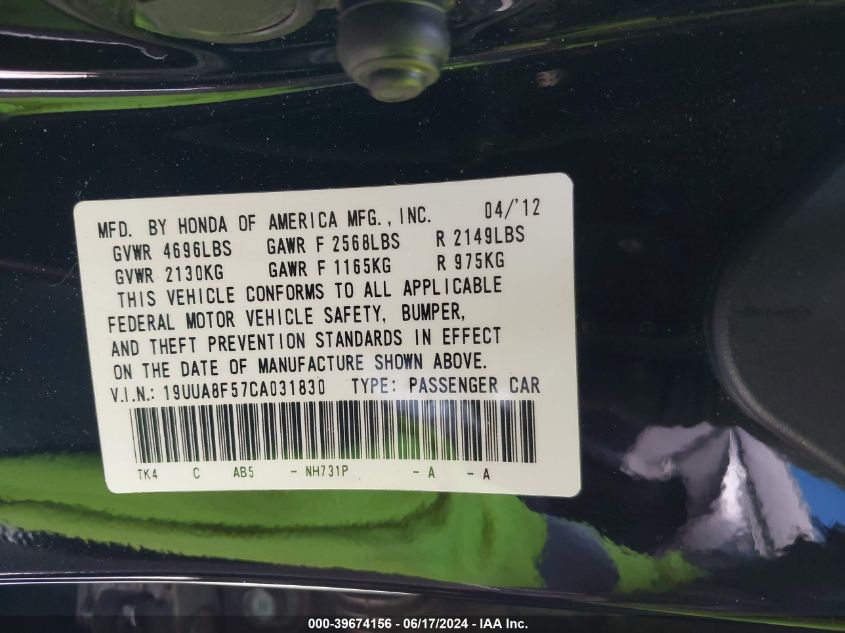 MFD. BY HONDA OF AMERICA MFG., INC. 04/'12
GVWR 4696LBS GAWR F 2568LBS R 2149LBS
GVWR 2130KG GAWR F 1165KG R 975KG
THIS VEHICLE CONFORMS TO ALL APPLICABLE
FEDERAL MOTOR VEHICLE SAFETY, BUMPER,
AND THEFT PREVENTION STANDARDS IN EFFECT
ON THE DATE OF MANUFACTURE SHOWN ABOVE.
V.I.N.: 19UUA8F57CA031830 TYPE: PASSENGER CAR
TK4 C AB5 - NH731P - A - A
000-39674156 - 06/17/2024 - IAA Inc.